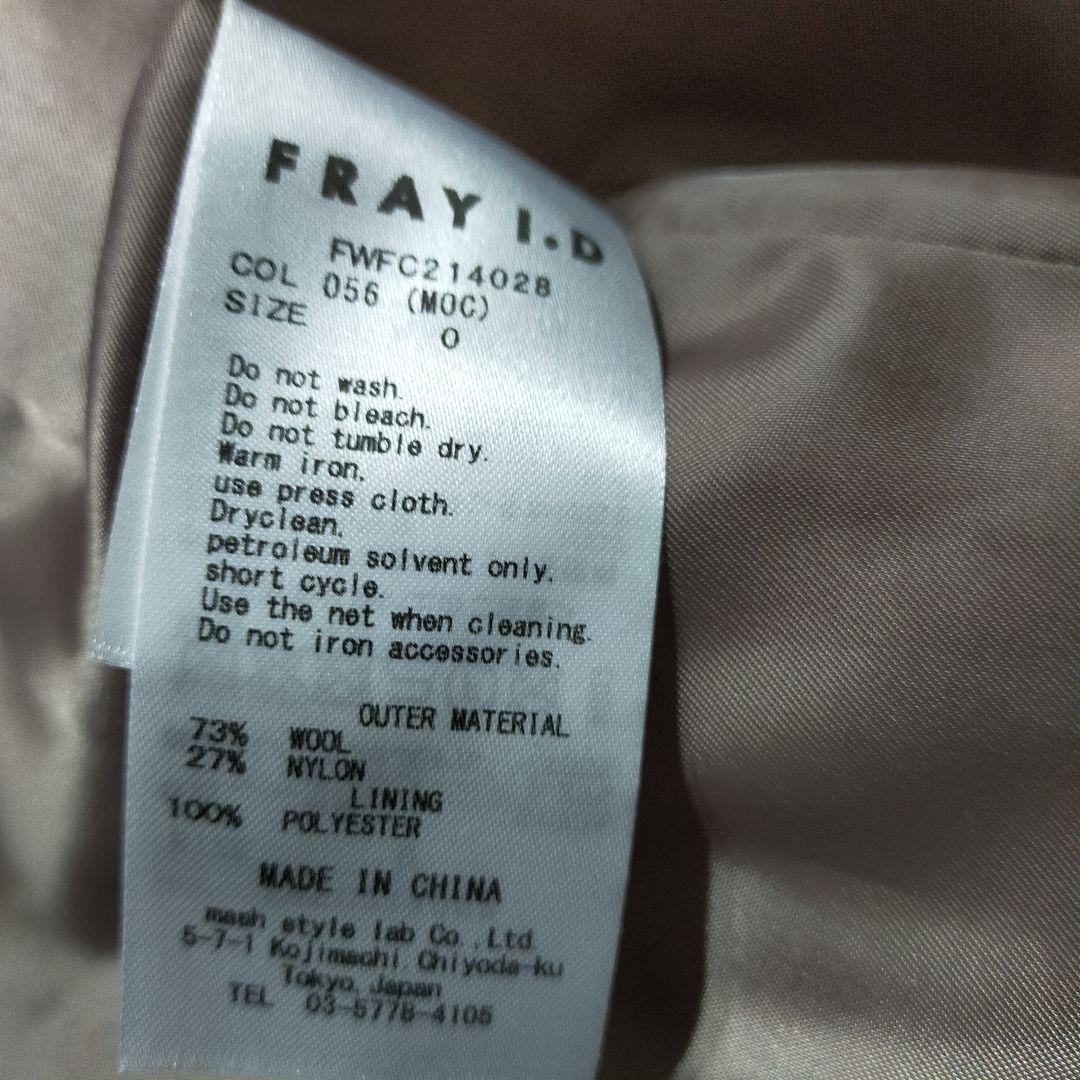 FRAY I.D
FWFC214028
COL 056 (MOC)
SIZE 0
Do not wash.
Do not bleach.
Do not tumble dry.
Warm iron.
use press cloth.
Dryclean.
petroleum solvent only.
short cycle.
Use the net when cleaning.
Do not iron accessories.
OUTER MATERIAL
73% WOOL
27% NYLON
LINING
100% POLYESTER
MADE IN CHINA
mash style lab Co.,Ltd.
5-7-1 Kojimachi.Chiyoda-ku
Tokyo.Japan
TEL 03-5778-4105